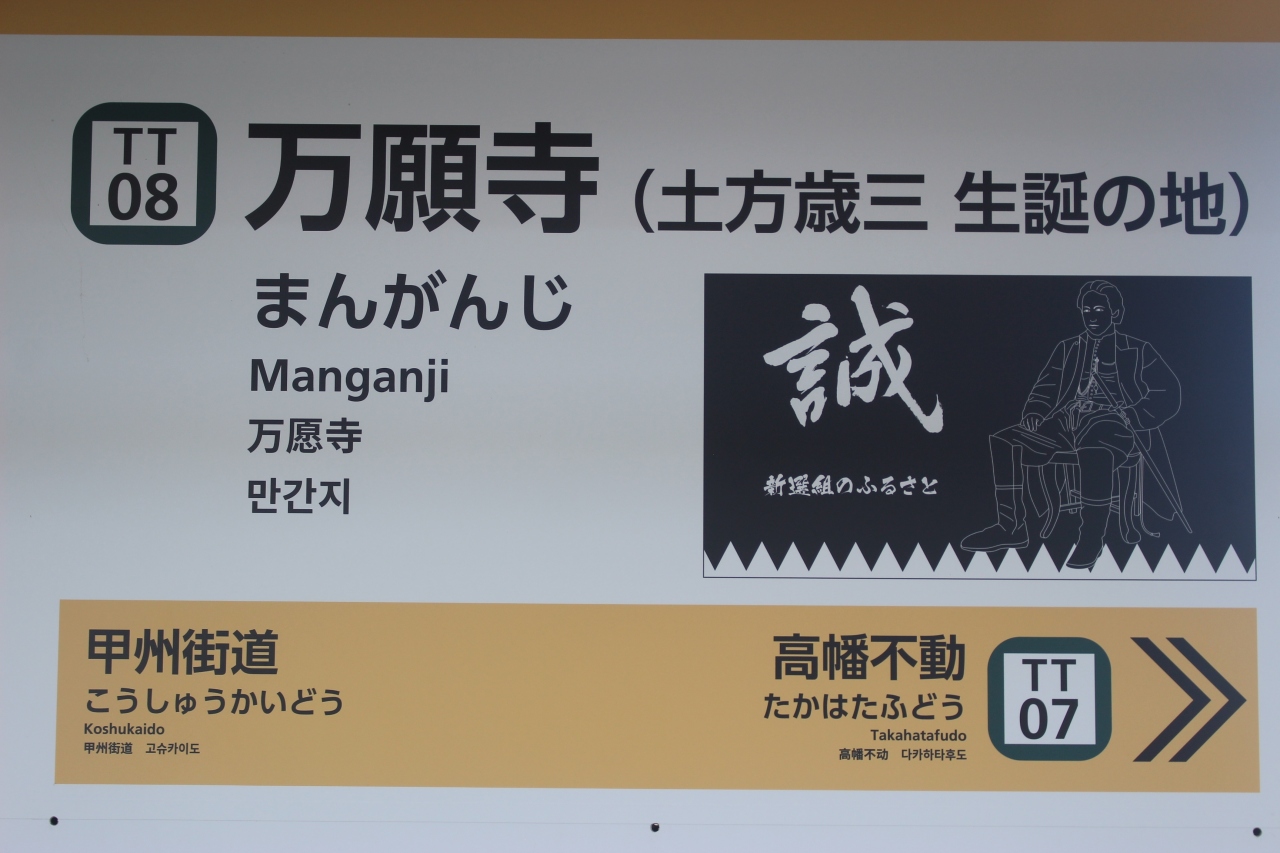 TT
08
万願寺（土方歳三 生誕の地）
まんがんじ
Manganji
万愿寺
만간지
誠
新選組のふるさと
甲州街道
こうしゅうかいどう
Koshukaido
甲州街道 고슈카이도
高幡不動
たかはたふどう
Takahatafudo
高幡不动 다카하타후도
TT
07